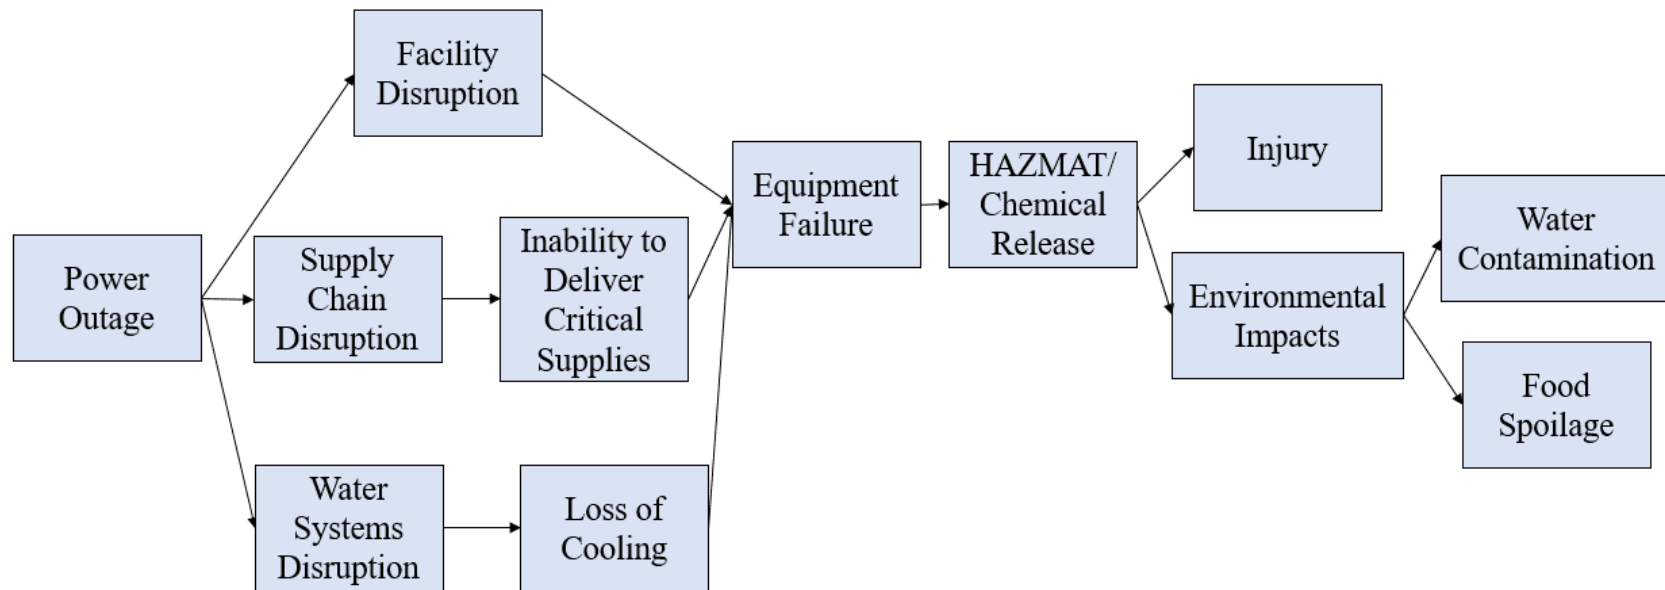 Facility
Disruption
Power
Outage
Supply
Chain
Disruption
Inability to
Deliver
Critical
Supplies
Water
Systems
Disruption
Loss of
Cooling
Equipment
Failure
HAZMAT/
Chemical
Release
Injury
Environmental
Impacts
Water
Contamination
Food
Spoilage